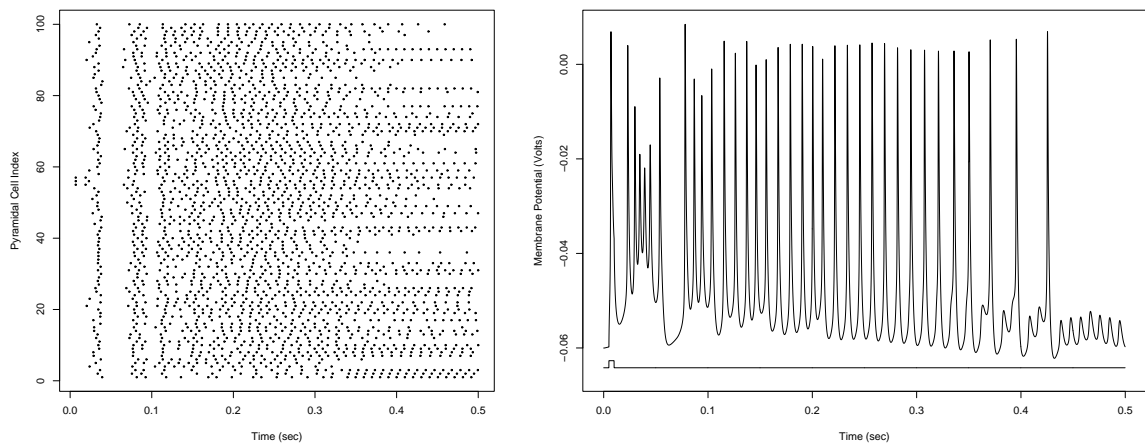 Pyramidal Cell Index
100
80
60
40
20
0
0.0 0.1 0.2 0.3 0.4 0.5
Time (sec)
Membrane Potential (Volts)
0.00
−0.02
−0.04
−0.06
0.0 0.1 0.2 0.3 0.4 0.5
Time (sec)